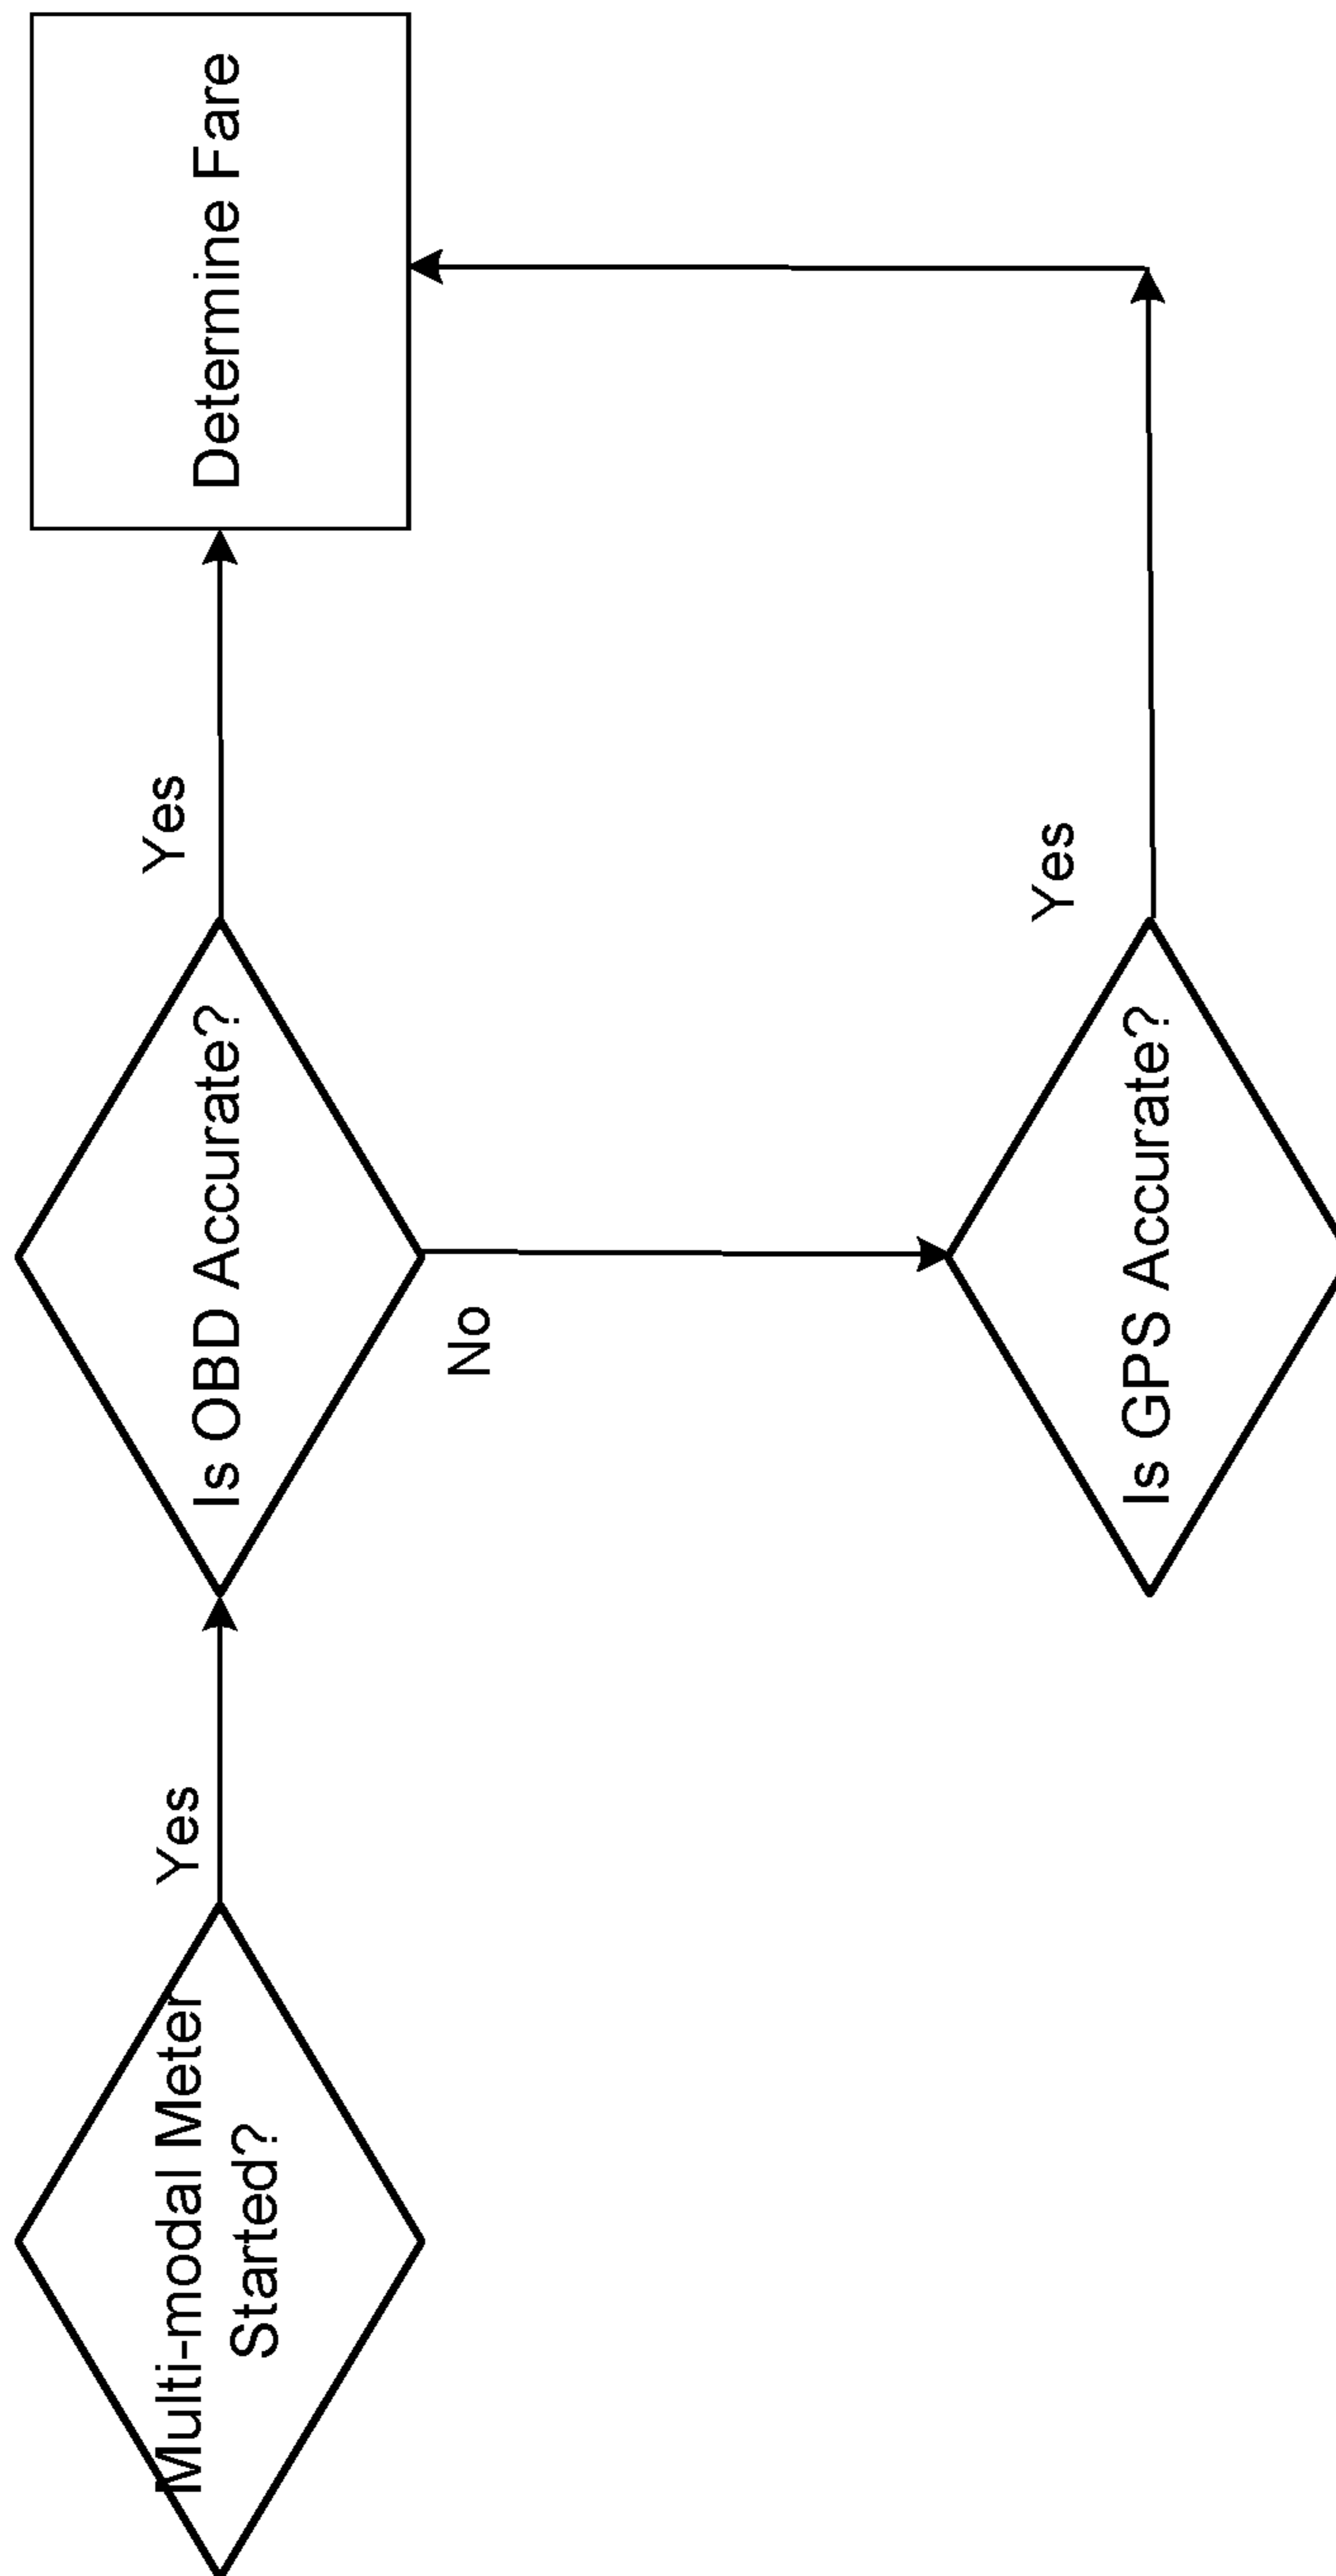 Multi-modal Meter
Started?
Yes
Is OBD Accurate?
Yes
Determine Fare
No
Is GPS Accurate?
Yes